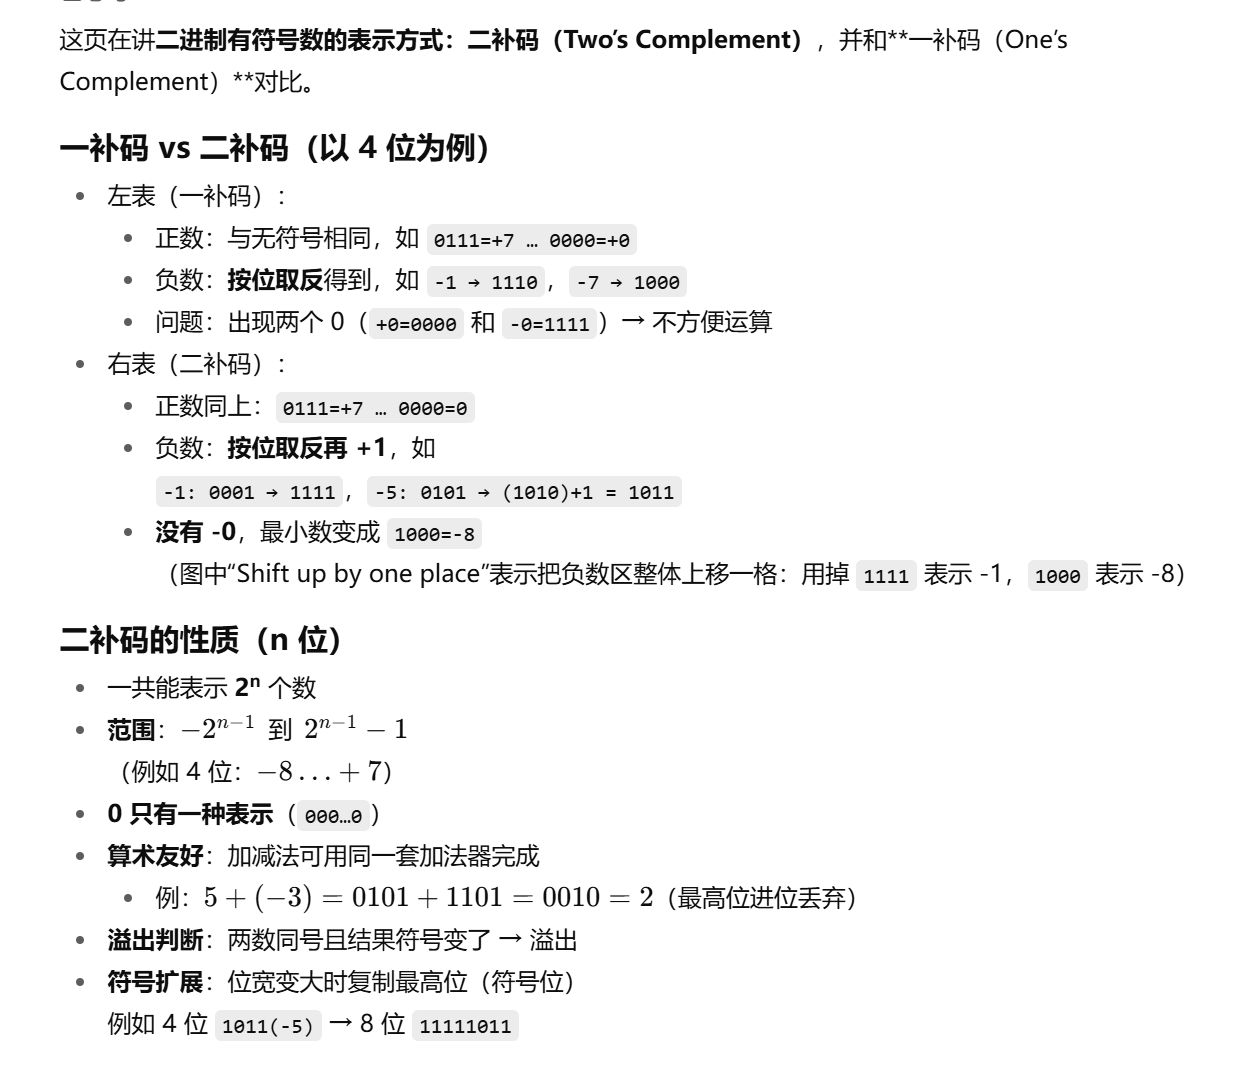 这页在讲二进制有符号数的表示方式：二补码（Two’s Complement），并和**一补码（One’s
Complement）**对比。
一补码 vs 二补码（以 4 位为例）
左表（一补码）：
正数：与无符号相同，如 0111=+7 … 0000=+0
负数：按位取反得到，如 -1 → 1110，-7 → 1000
问题：出现两个 0（+0=0000 和 -0=1111）→ 不方便运算
右表（二补码）：
正数同上：0111=+7 … 0000=0
负数：按位取反再 +1，如
-1: 0001 → 1111，-5: 0101 → (1010)+1 = 1011
没有 -0，最小数变成 1000=-8
（图中“Shift up by one place”表示把负数区整体上移一格：用掉 1111 表示 -1，1000 表示 -8）
二补码的性质（n 位）
一共能表示 2ⁿ 个数
范围：−2ⁿ⁻¹ 到 2ⁿ⁻¹ − 1
（例如 4 位：−8 … + 7）
0 只有一种表示（000…0）
算术友好：加减法可用同一套加法器完成
例：5 + (−3) = 0101 + 1101 = 0010 = 2（最高位进位丢弃）
溢出判断：两数同号且结果符号变了 → 溢出
符号扩展：位宽变大时复制最高位（符号位）
例如 4 位 1011(-5) → 8 位 11111011